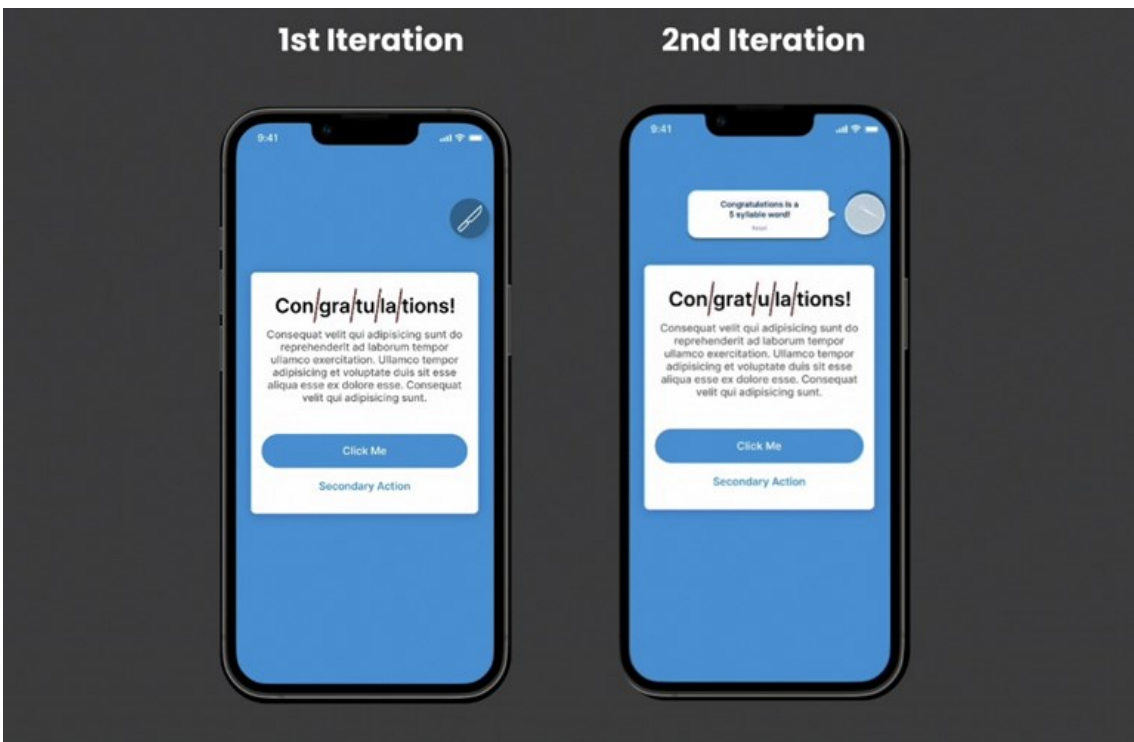 1st Iteration
9:41
Con/gra/tu/la/tions!
Consequat velit qui adipisicing sunt do
reprehenderit ad laborum tempor
ullamco exercitation. Ullamco tempor
adipisicing et voluptate duis sit esse
aliqua esse ex dolore esse. Consequat
velit qui adipisicing sunt.
Click Me
Secondary Action
2nd Iteration
9:41
Congratulations is a
5 syllable word!
Reset
Con/grat/u/la/tions!
Consequat velit qui adipisicing sunt do
reprehenderit ad laborum tempor
ullamco exercitation. Ullamco tempor
adipisicing et voluptate duis sit esse
aliqua esse ex dolore esse. Consequat
velit qui adipisicing sunt.
Click Me
Secondary Action